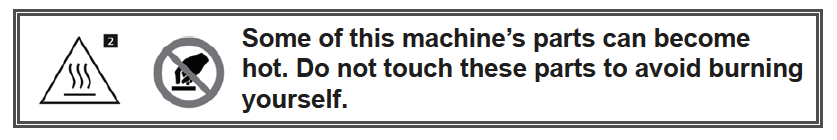 2
Some of this machine’s parts can become
hot. Do not touch these parts to avoid burning
yourself.